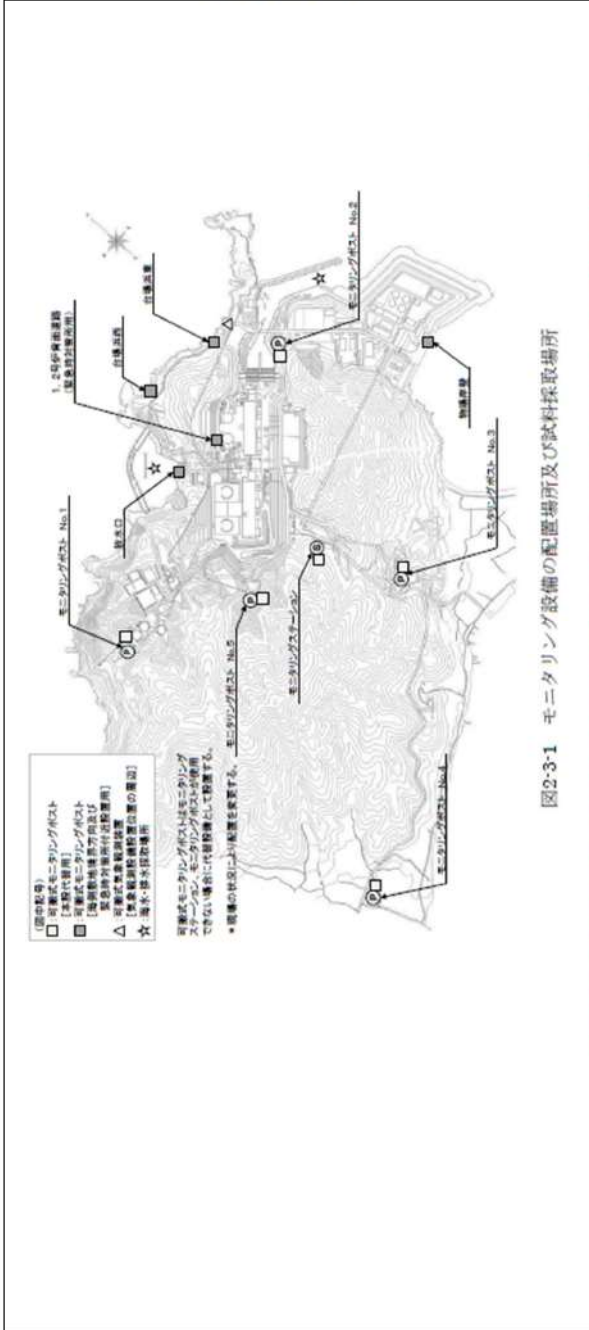 (図中記号)
□:可搬式モニタリングポスト
[本設代替用]
■:可搬式モニタリングポスト
[海側敷地境界方向及び
緊急時対策所付近設置用]
△:可搬式気象観測装置
[気象観測設備設置位置の周辺]
☆:海水・排水採取場所
可搬式モニタリングポストはモニタリング
ステーション、モニタリングポストが使用
できない場合に代替設備として設置する。
*現場の状況により配置を変更する。
モニタリングポスト No.1
放水口
1, 2号炉背面道路
(緊急時対策所用)
台場浜西
台場浜東
モニタリングポスト No.2
モニタリングポスト No.5
モニタリングステーション
モニタリングポスト No.3
物揚岸壁
モニタリングポスト No.4
P
P
P
S
P
P
図2-3-1 モニタリング設備の配置場所及び試料採取場所